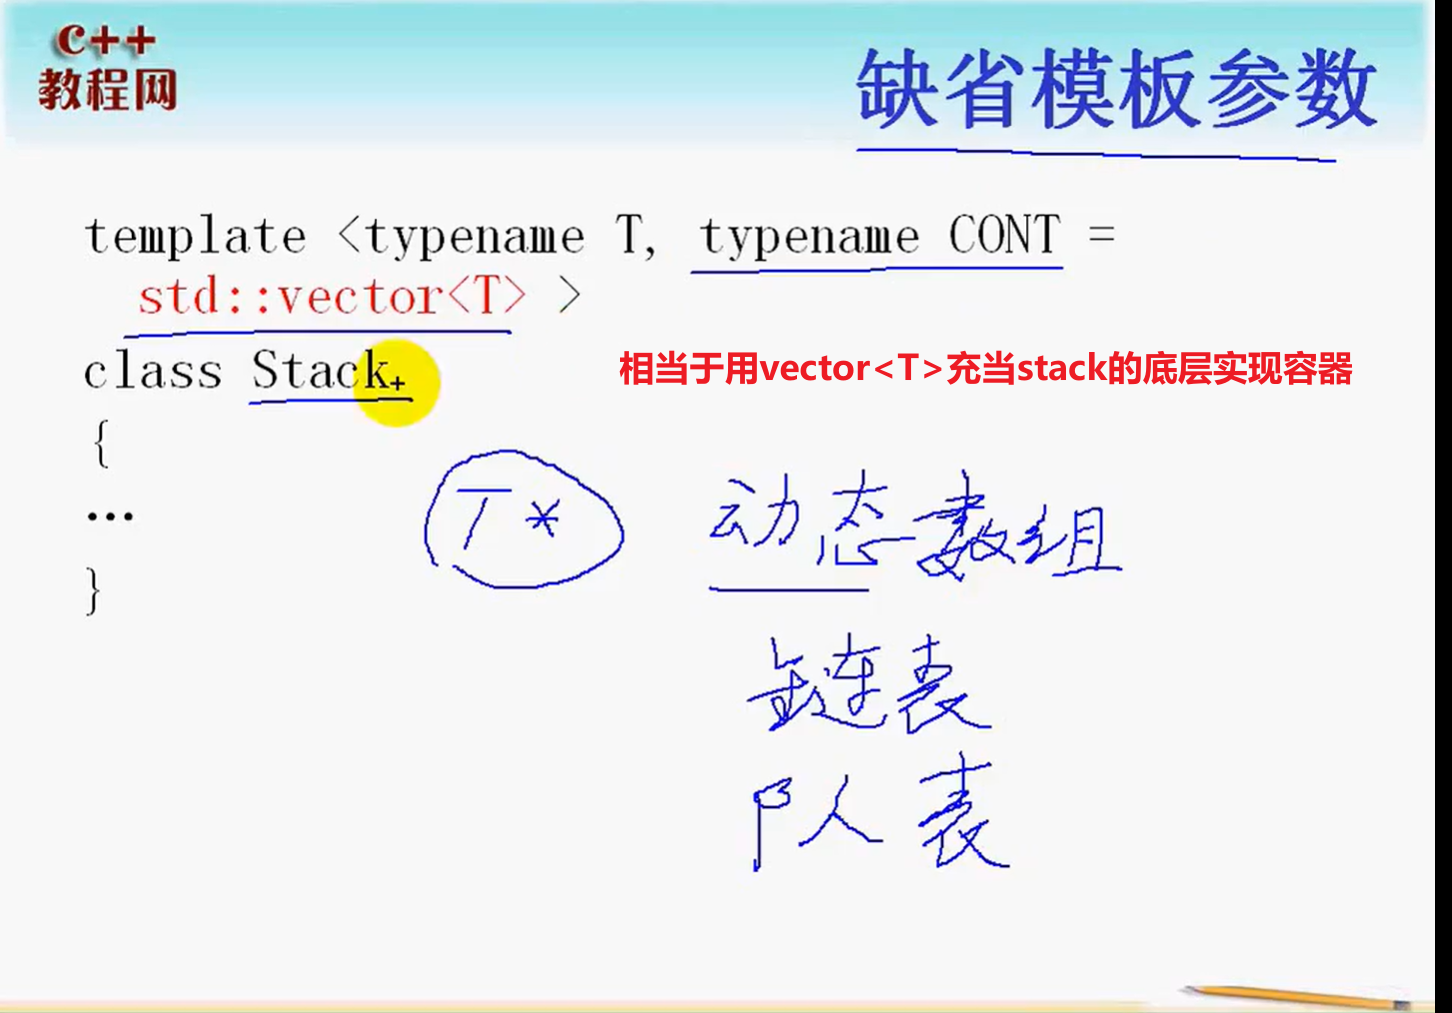 C++
教程网
缺省模板参数
template <typename T, typename CONT =
std::vector<T> >
class Stack
相当于用vector<T>充当stack的底层实现容器
{
T* 动态数组
...
}
链表
队表